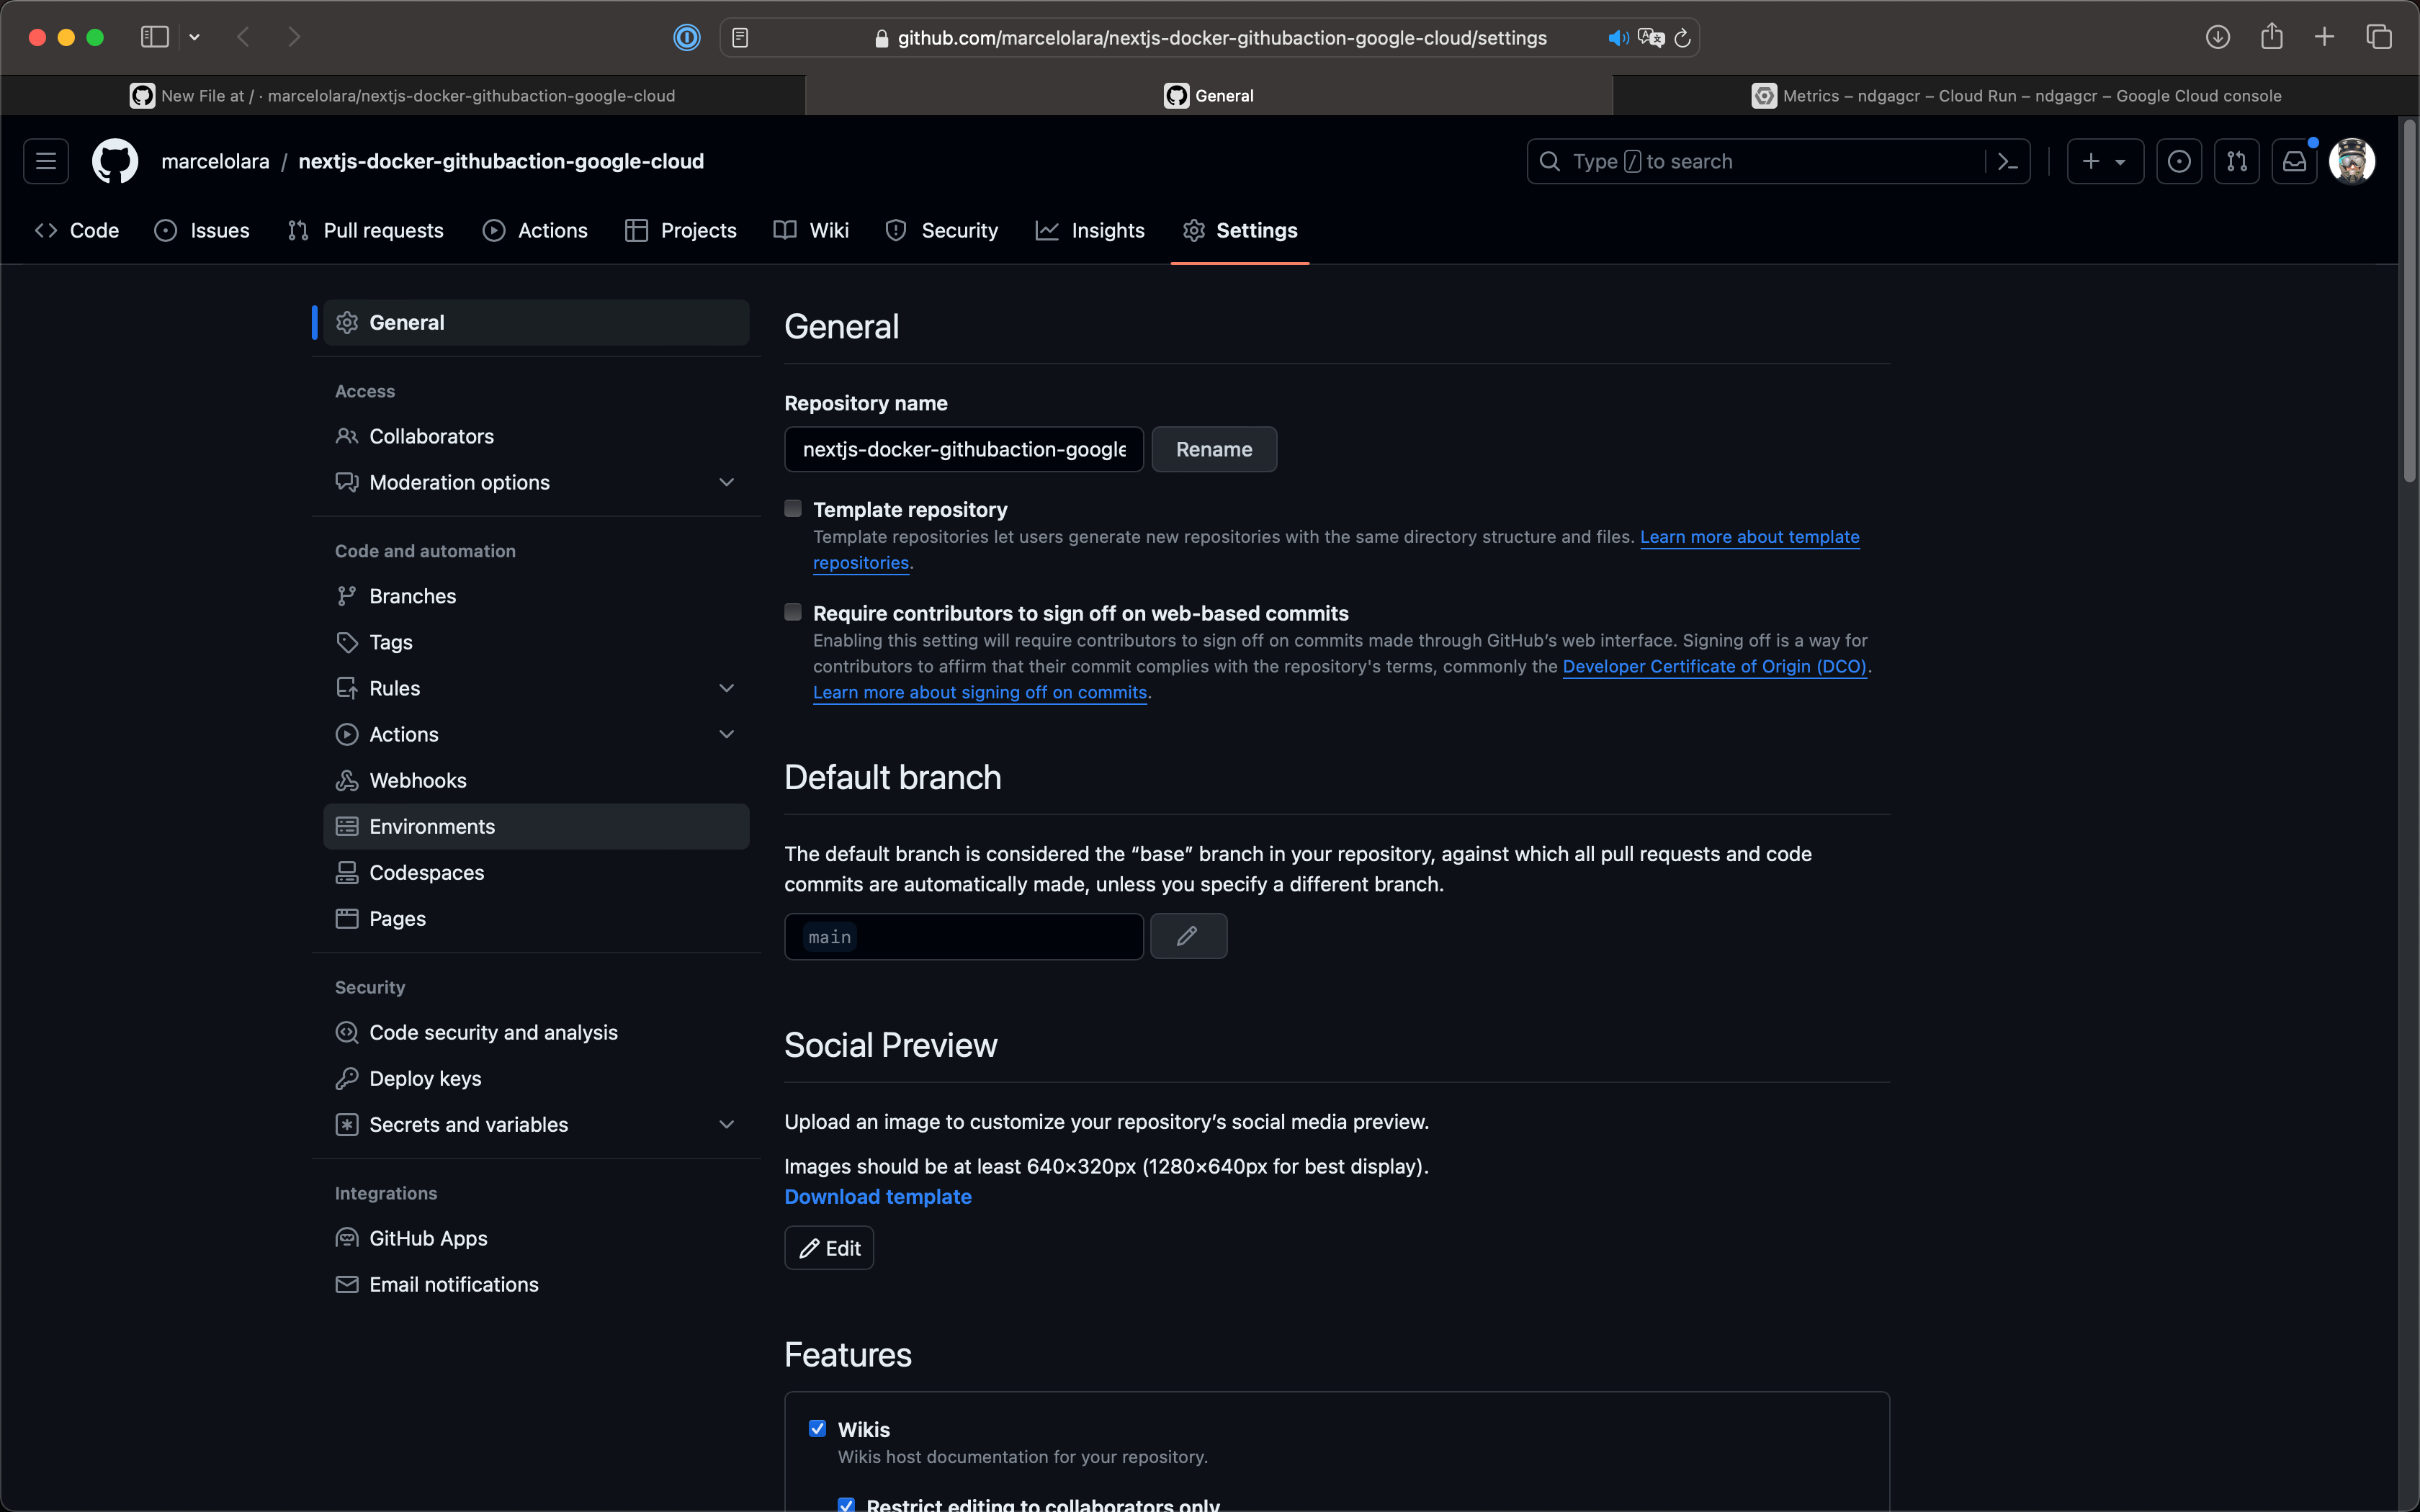 github.com/marcelolara/nextjs-docker-githubaction-google-cloud/settings
New File at / · marcelolara/nextjs-docker-githubaction-google-cloud
General
Metrics – ndgagcr – Cloud Run – ndgagcr – Google Cloud console
marcelolara / nextjs-docker-githubaction-google-cloud
Type / to search
Code
Issues
Pull requests
Actions
Projects
Wiki
Security
Insights
Settings
General
Access
Collaborators
Moderation options
Code and automation
Branches
Tags
Rules
Actions
Webhooks
Environments
Codespaces
Pages
Security
Code security and analysis
Deploy keys
Secrets and variables
Integrations
GitHub Apps
Email notifications
General
Repository name
nextjs-docker-githubaction-google
Rename
Template repository
Template repositories let users generate new repositories with the same directory structure and files. Learn more about template
repositories.
Require contributors to sign off on web-based commits
Enabling this setting will require contributors to sign off on commits made through GitHub’s web interface. Signing off is a way for
contributors to affirm that their commit complies with the repository's terms, commonly the Developer Certificate of Origin (DCO).
Learn more about signing off on commits.
Default branch
The default branch is considered the “base” branch in your repository, against which all pull requests and code
commits are automatically made, unless you specify a different branch.
main
Social Preview
Upload an image to customize your repository’s social media preview.
Images should be at least 640×320px (1280×640px for best display).
Download template
Edit
Features
Wikis
Wikis host documentation for your repository.
Restrict editing to collaborators only